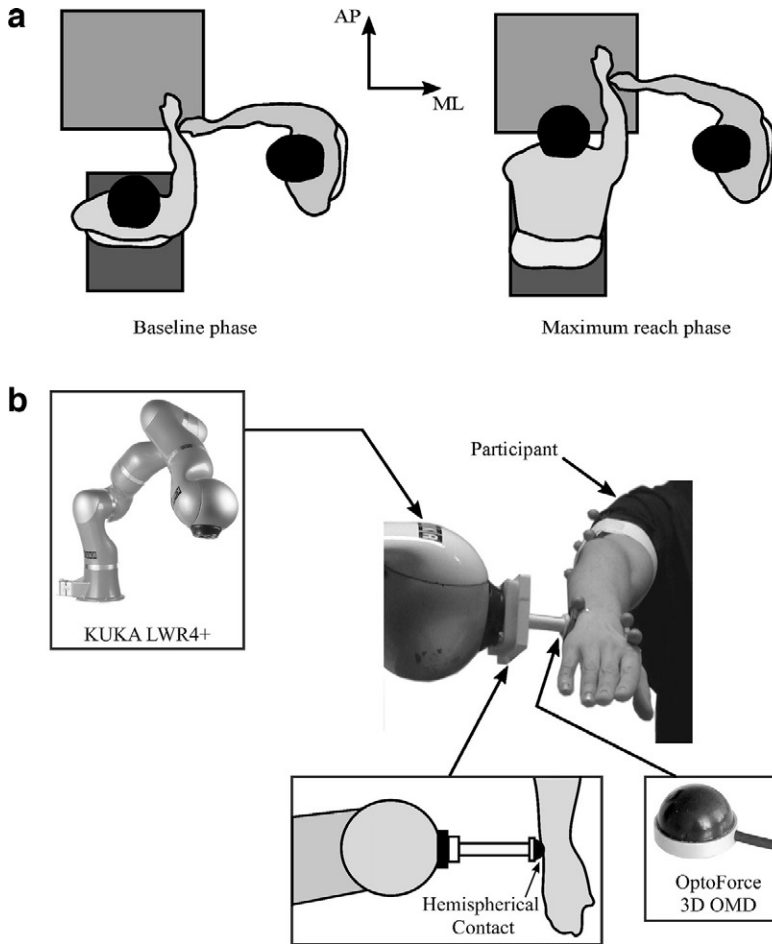 a
AP
ML
Baseline phase
Maximum reach phase
b
Participant
KUKA LWR4+
Hemispherical
Contact
OptoForce
3D OMD